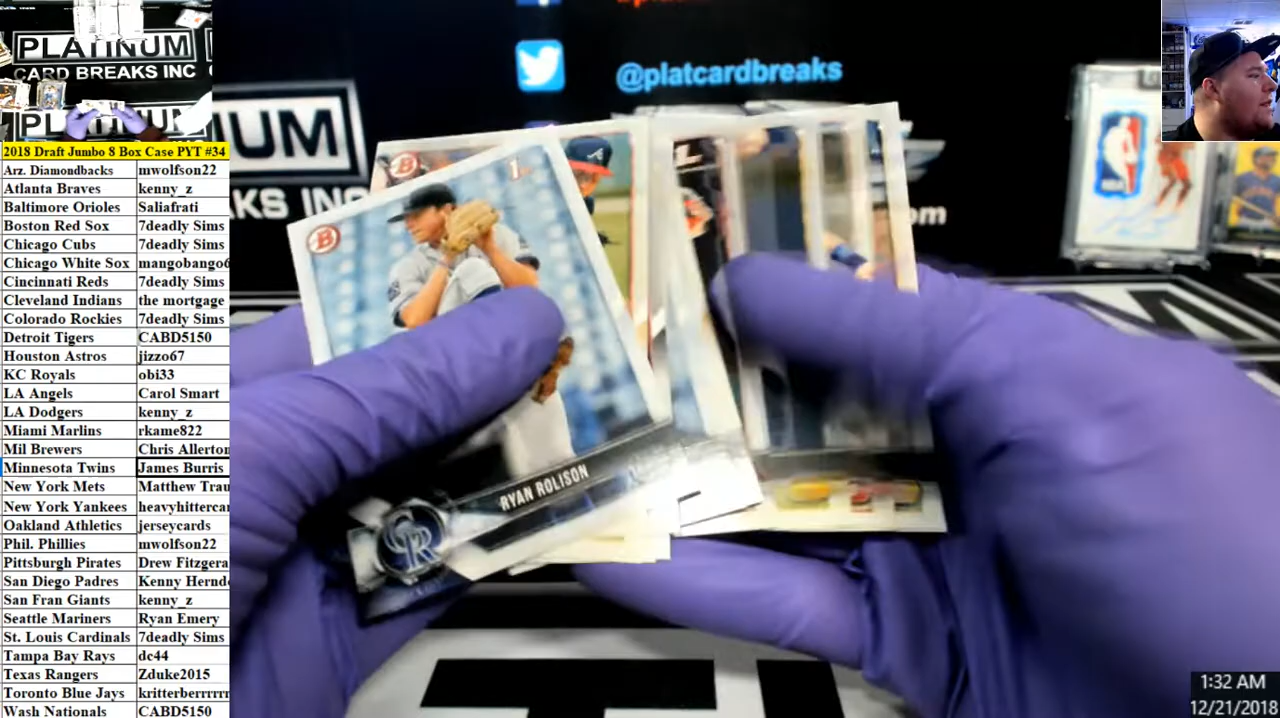 PLATINUM
CARD BREAKS INC
PLATINUM
@platcardbreaks
UM
KS INC
om
2018 Draft Jumbo 8 Box Case PYT #34
Arz. Diamondbacks mwolfson22
Atlanta Braves kenny_z
Baltimore Orioles Saliafrati
Boston Red Sox 7deadly Sims
Chicago Cubs 7deadly Sims
Chicago White Sox mangobango6
Cincinnati Reds 7deadly Sims
Cleveland Indians the mortgage
Colorado Rockies 7deadly Sims
Detroit Tigers CABD5150
Houston Astros jizzo67
KC Royals obi33
LA Angels Carol Smart
LA Dodgers kenny_z
Miami Marlins rkame822
Mil Brewers Chris Allerton
Minnesota Twins James Burris
New York Mets Matthew Trau
New York Yankees heavyhittercar
Oakland Athletics jerseycards
Phil. Phillies mwolfson22
Pittsburgh Pirates Drew Fitzgera
San Diego Padres Kenny Hernd
San Fran Giants kenny_z
Seattle Mariners Ryan Emery
St. Louis Cardinals 7deadly Sims
Tampa Bay Rays dc44
Texas Rangers Zduke2015
Toronto Blue Jays kritterberrrrrr
Wash Nationals CABD5150
B
1st
RYAN ROLISON
CR
1:32 AM
12/21/2018